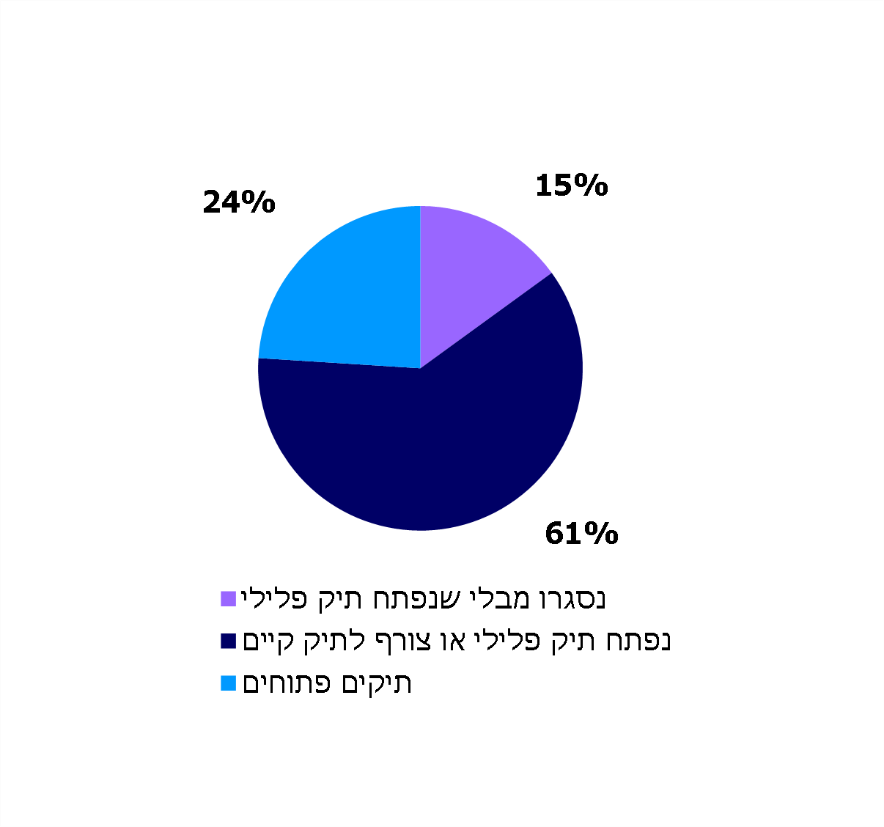 15%
24%
61%
נסגרו מבלי שנפתח תיק פלילי
נפתח תיק פלילי או צורף לתיק קיים
תיקים פתוחים